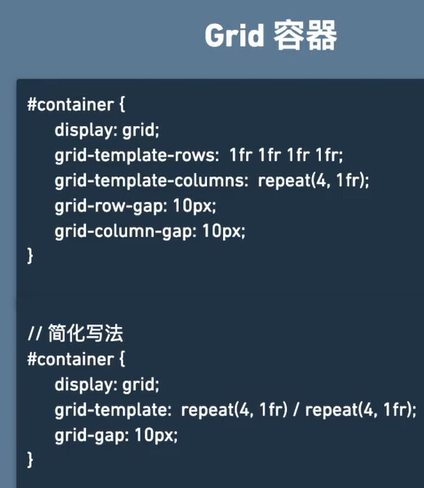 Grid 容器
#container {
display: grid;
grid-template-rows: 1fr 1fr 1fr 1fr;
grid-template-columns: repeat(4, 1fr);
grid-row-gap: 10px;
grid-column-gap: 10px;
}
// 简化写法
#container {
display: grid;
grid-template: repeat(4, 1fr) / repeat(4, 1fr);
grid-gap: 10px;
}